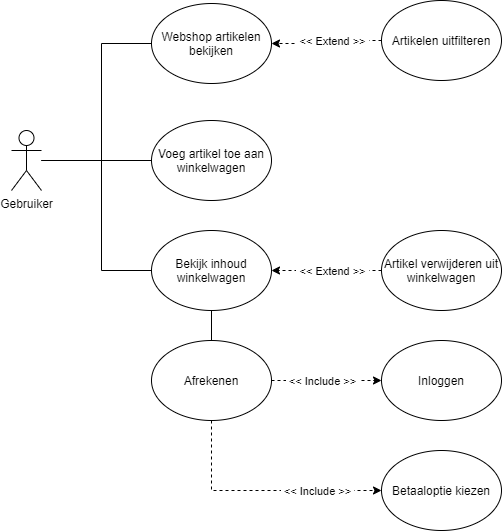 Webshop artikelen
bekijken
<< Extend >>
Artikelen uitfilteren
Gebruiker
Voeg artikel toe aan
winkelwagen
Bekijk inhoud
winkelwagen
<< Extend >>
Artikel verwijderen uit
winkelwagen
Afrekenen
<< Include >>
Inloggen
<< Include >>
Betaaloptie kiezen